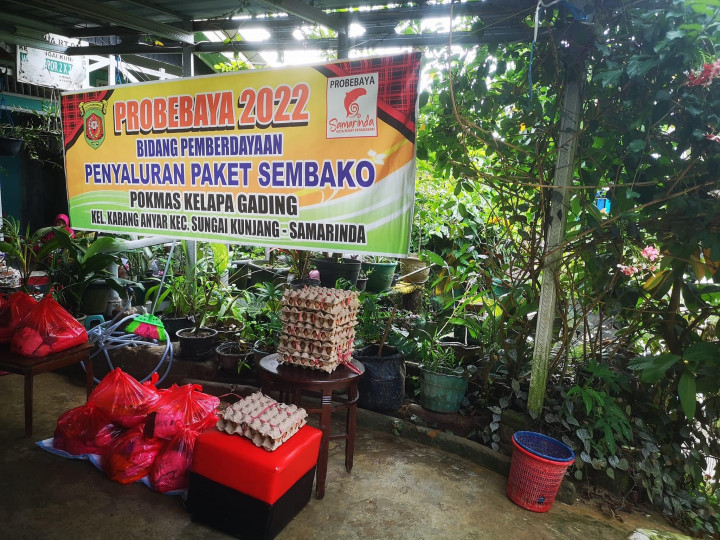 PROBEBAYA 2022
BIDANG PEMBERDAYAAN
PENYALURAN PAKET SEMBAKO
POKMAS KELAPA GADING
KEL. KARANG ANYAR KEC. SUNGAI KUNJANG - SAMARINDA
PROBEBAYA
Samarinda